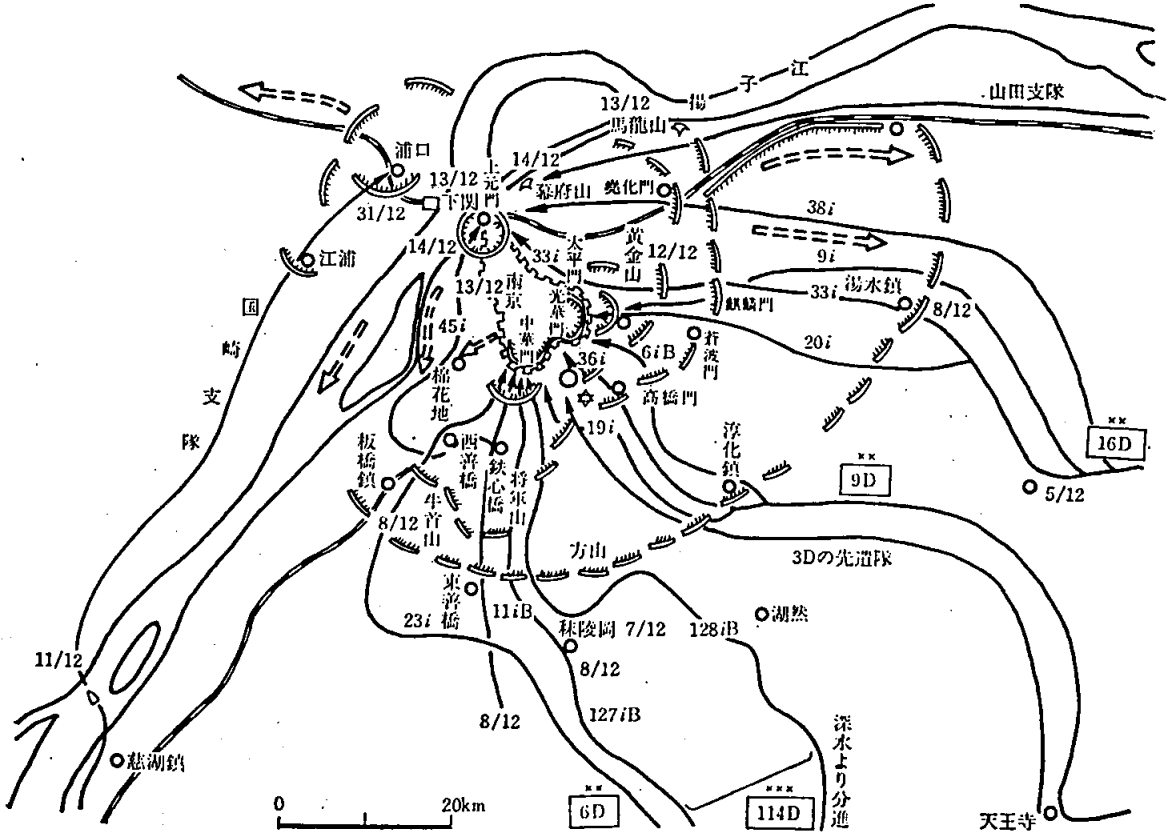 揚子江
山田支隊
13/12
馬龍山
14/12
上元門
幕府山
堯化門
浦口
13/12
下関
31/12
38i
14/12
33i
太平門
黄金山
12/12
江浦
9i
湯水鎮
33i
麒麟門
8/12
13/12
南京
光華門
中華門
45i
蒼波門
20i
6iB
36i
高橋門
国崎支隊
棉花地
19i
16D
5/12
西善橋
鉄心橋
将軍山
淳化鎮
9D
板橋鎮
8/12
牛首山
方山
3Dの先遣隊
東善橋
11iB
23i
秣陵岡 7/12
128iB
湖然
8/12
11/12
8/12
127iB
深水より分進
慈湖鎮
0
20km
6D
114D
天王寺